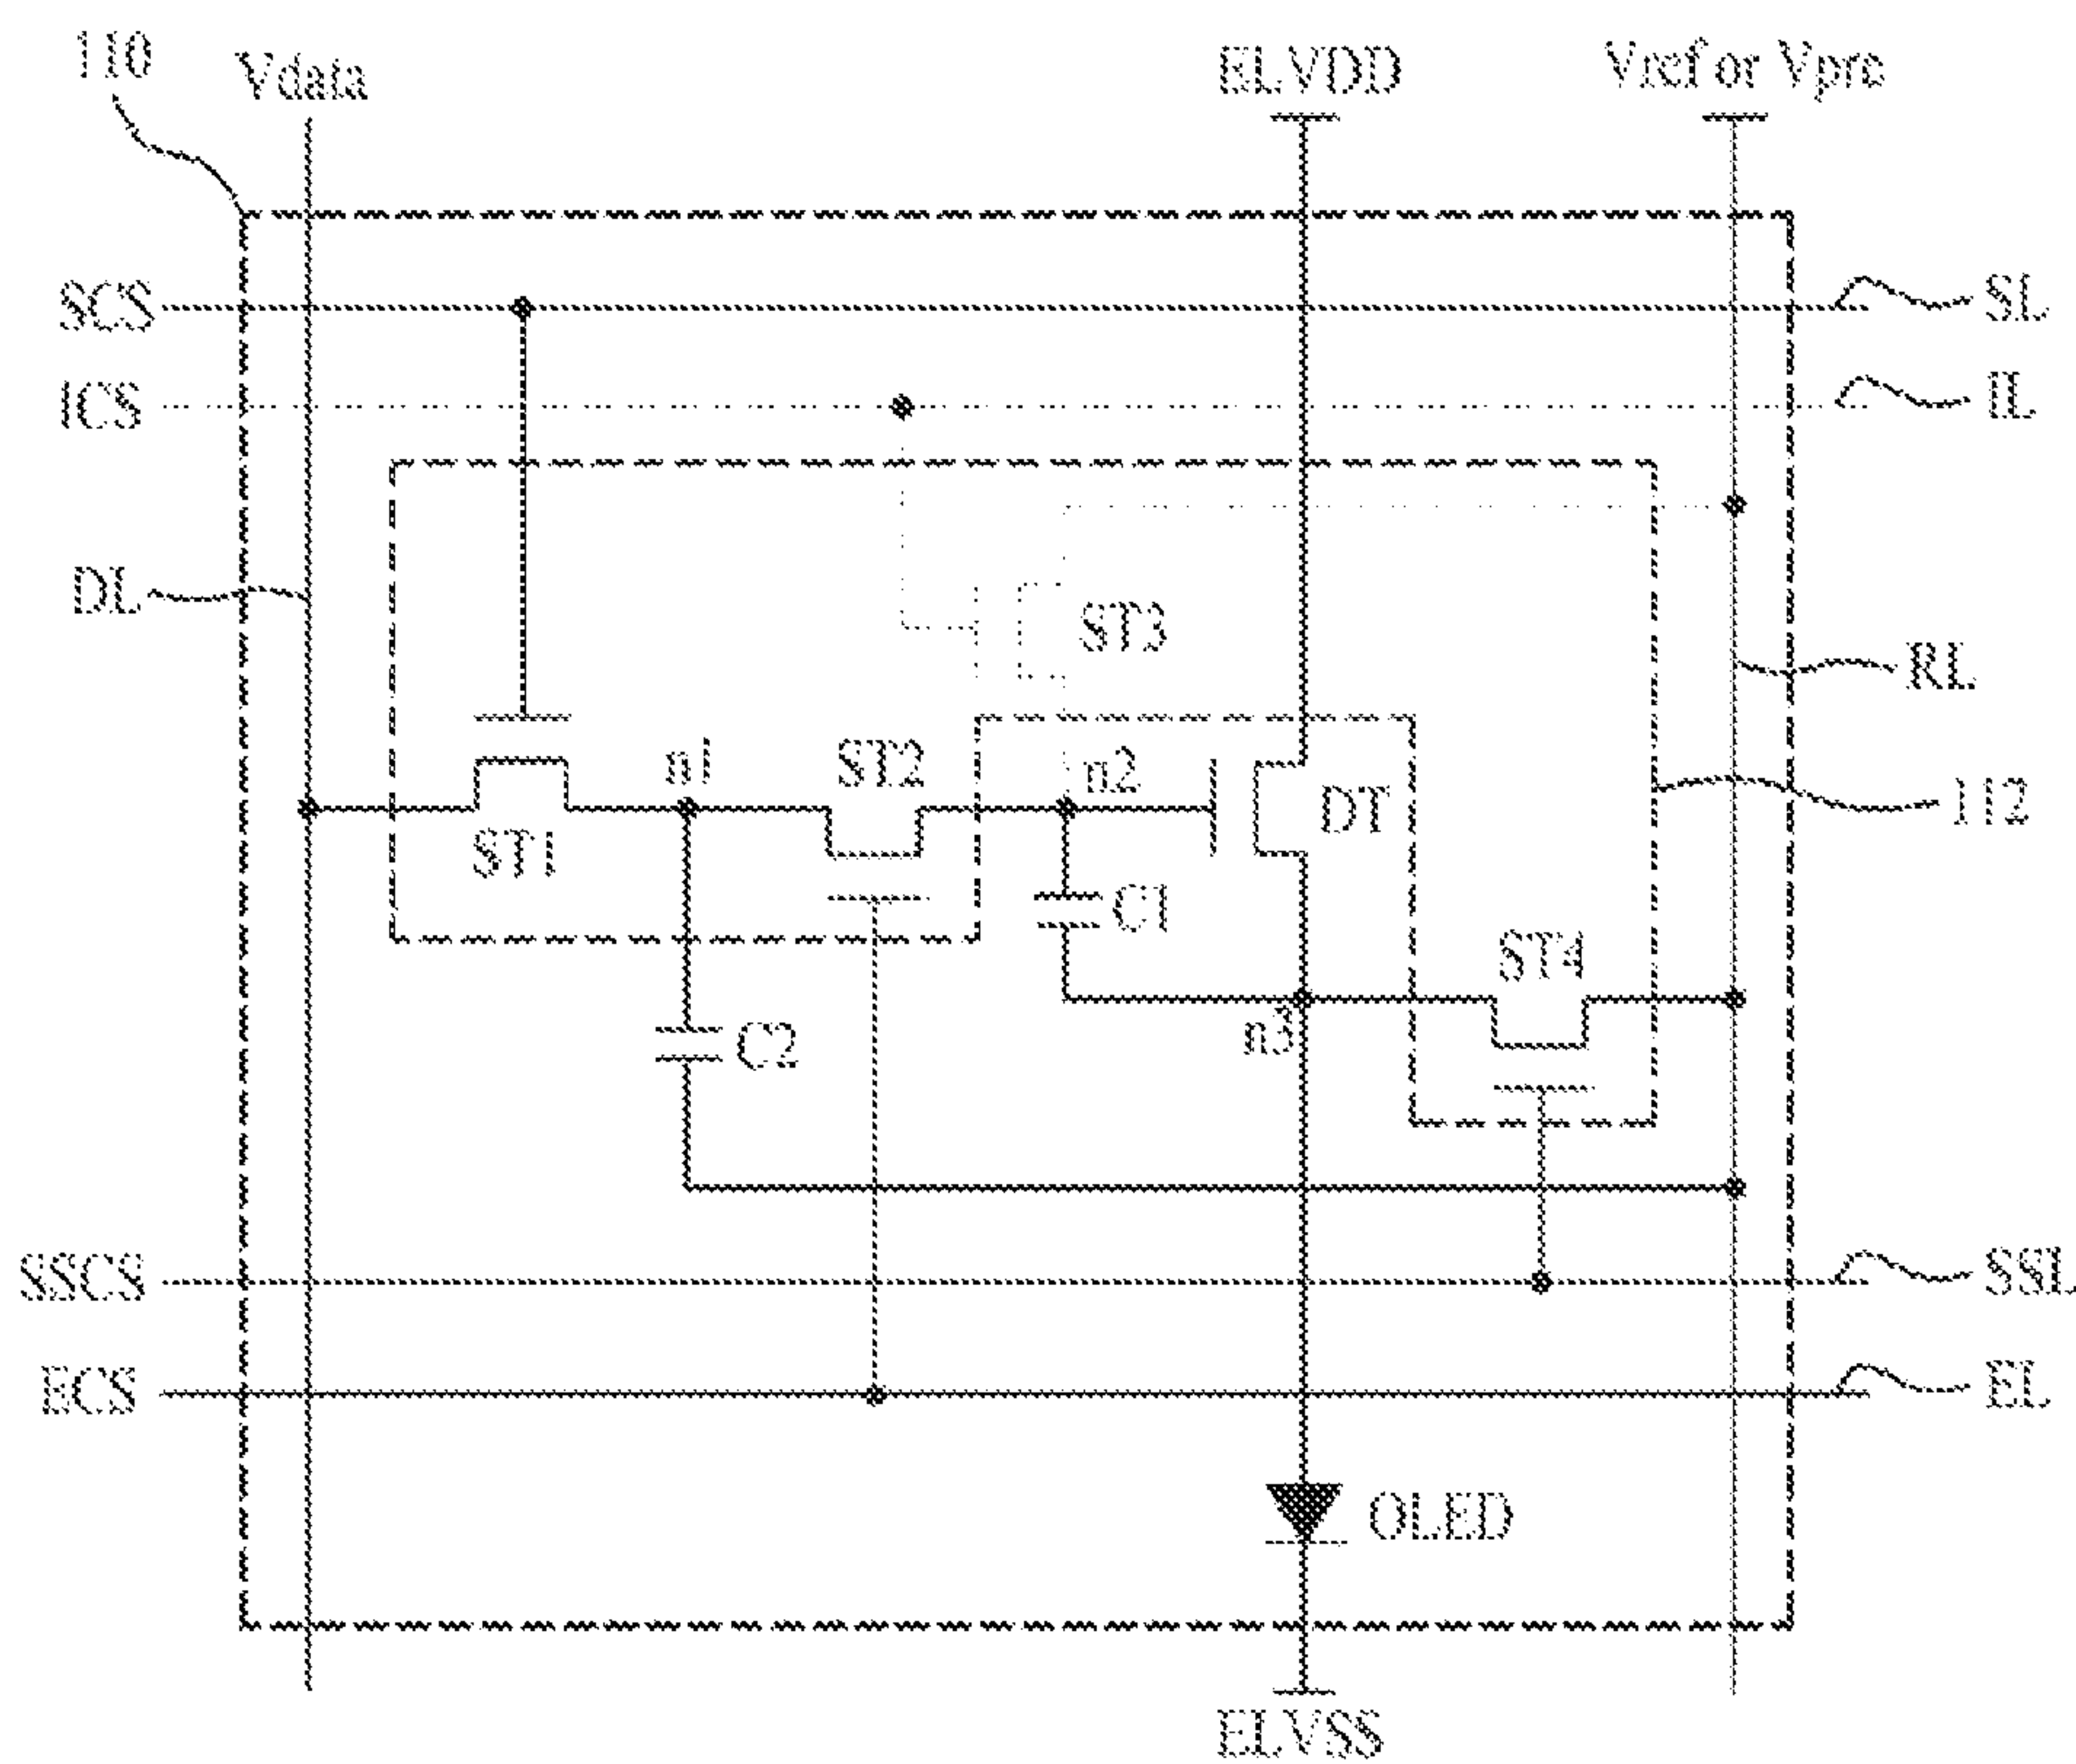 110
Vdata
ELVDD
Vref or Vpre
SCS
SL
ICS
IL
DL
ST3
RL
n1
ST2
n2
DT
112
ST1
C1
ST4
n3
C2
SSCS
SSL
ECS
EL
OLED
ELVSS